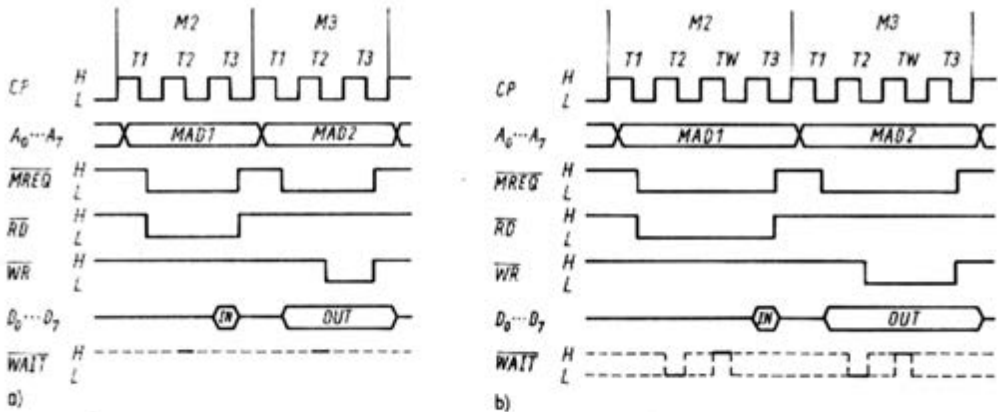 M2 M3
T1 T2 T3 T1 T2 T3
CP H
L
A₀⋯A₇ MAD1 MAD2
MREQ H
L
RD H
L
WR H
L
D₀⋯D₇ IN OUT
WAIT H
L
a)
M2 M3
T1 T2 TW T3 T1 T2 TW T3
CP H
L
A₀⋯A₇ MAD1 MAD2
MREQ H
L
RD H
L
WR H
L
D₀⋯D₇ IN OUT
WAIT H
L
b)